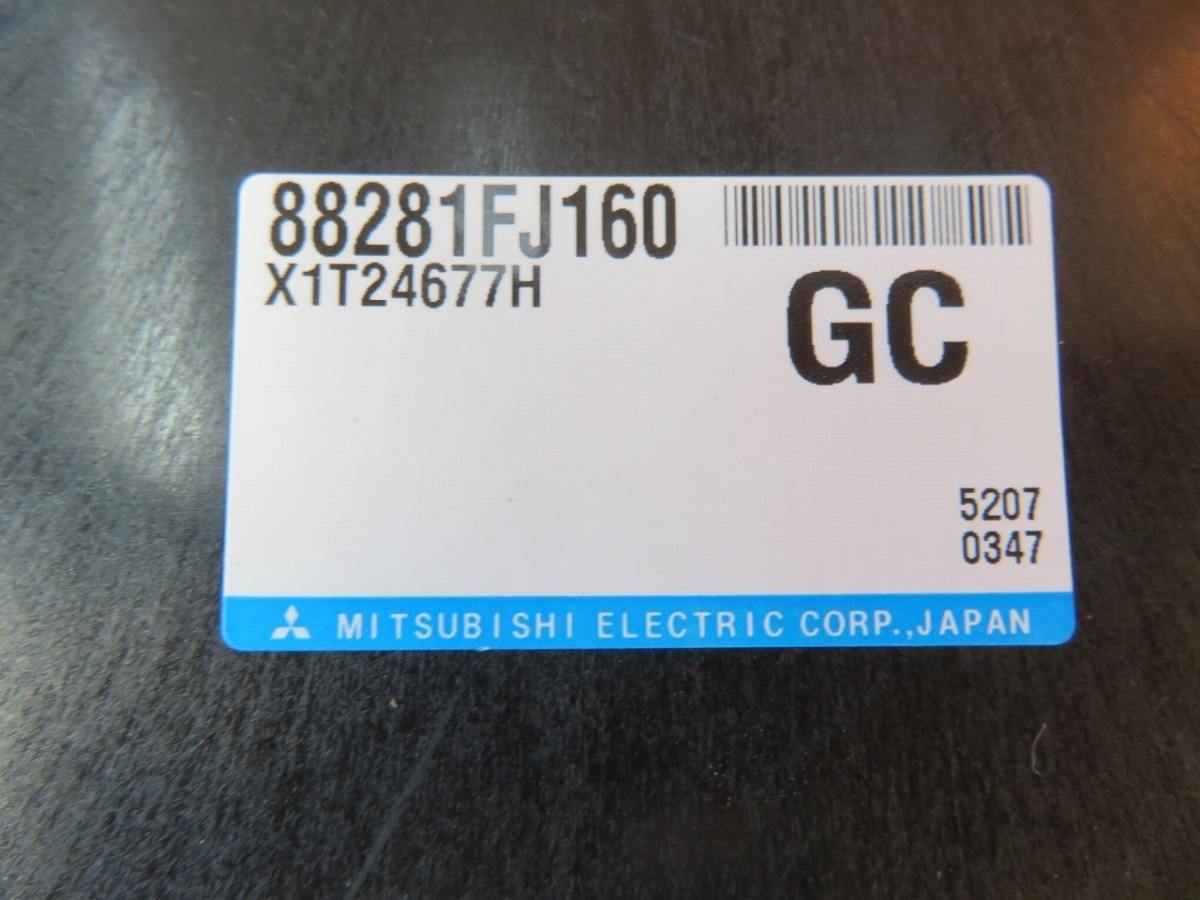 88281FJ160
X1T24677H
GC
5207
0347
MITSUBISHI ELECTRIC CORP.,JAPAN